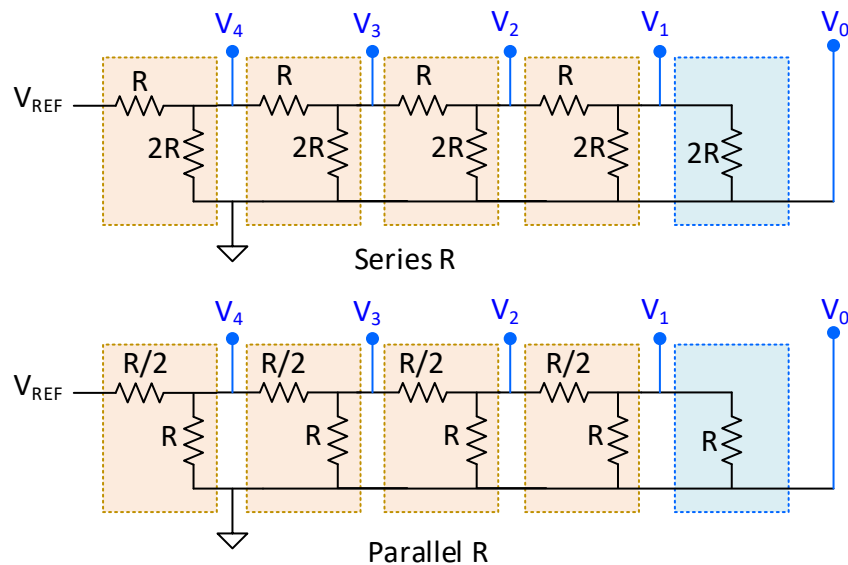 V4 V3 V2 V1 V0
R R R R
VREF
2R 2R 2R 2R 2R
Series R
V4 V3 V2 V1 V0
R/2 R/2 R/2 R/2
VREF
R R R R R
Parallel R